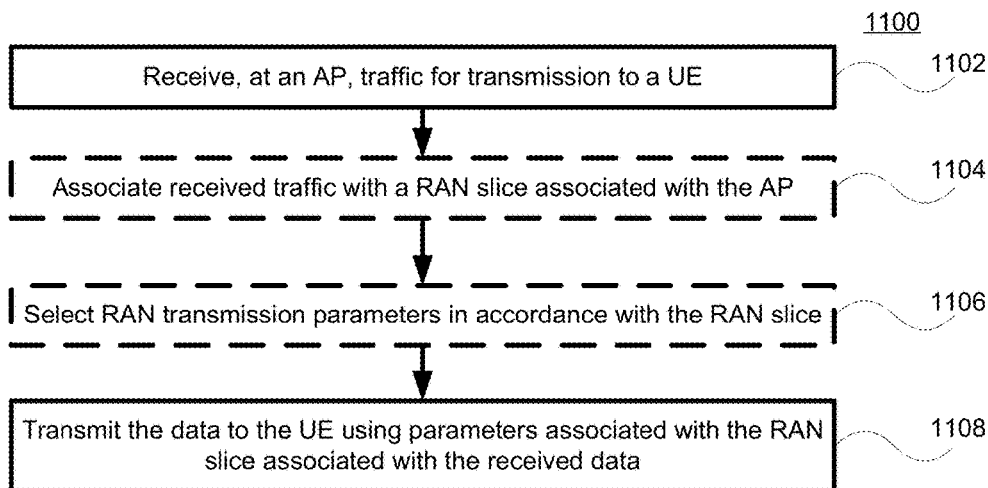 1100
Receive, at an AP, traffic for transmission to a UE
1102
Associate received traffic with a RAN slice associated with the AP
1104
Select RAN transmission parameters in accordance with the RAN slice
1106
Transmit the data to the UE using parameters associated with the RAN
slice associated with the received data
1108